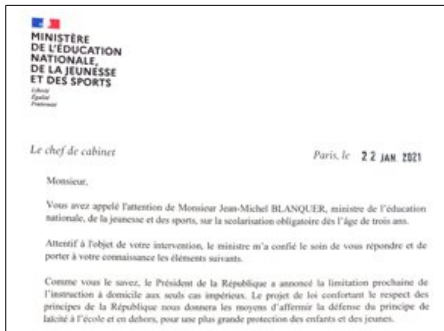 MINISTÈRE
DE L'ÉDUCATION
NATIONALE,
DE LA JEUNESSE
ET DES SPORTS
Liberté
Égalité
Fraternité
Le chef de cabinet
Paris, le 22 JAN 2021
Monsieur,
Vous avez appelé l'attention de Monsieur Jean-Michel BLANQUER, ministre de l'éducation
nationale, de la jeunesse et des sports, sur la scolarisation obligatoire dès l'âge de trois ans.
Attentif à l'objet de votre intervention, le ministre m'a confié le soin de vous répondre et de
porter à votre connaissance les éléments suivants.
Comme vous le savez, le Président de la République a annoncé la limitation prochaine de
l'instruction à domicile aux seuls cas impérieux. Le projet de loi confortant le respect des
principes de la République nous donnera les moyens d'affermir la défense du principe de
laïcité à l'école et en dehors, pour une plus grande protection des enfants et des jeunes.